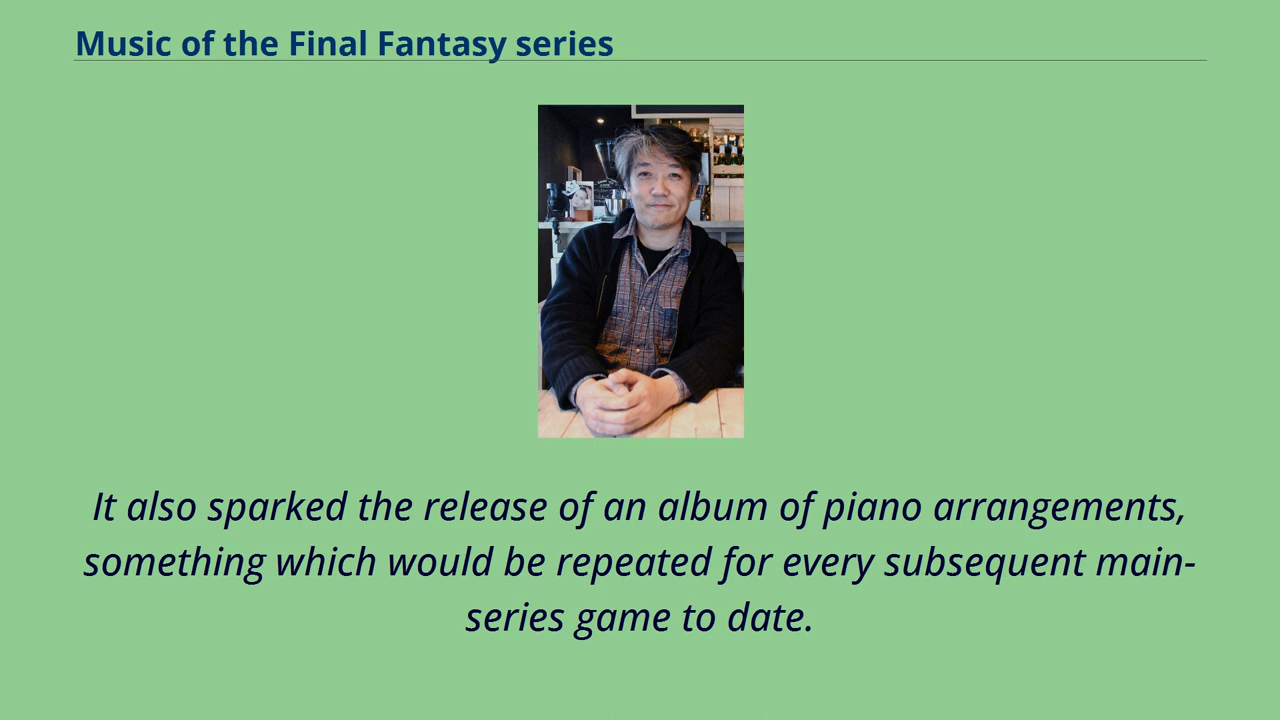 Music of the Final Fantasy series
It also sparked the release of an album of piano arrangements,
something which would be repeated for every subsequent main-
series game to date.